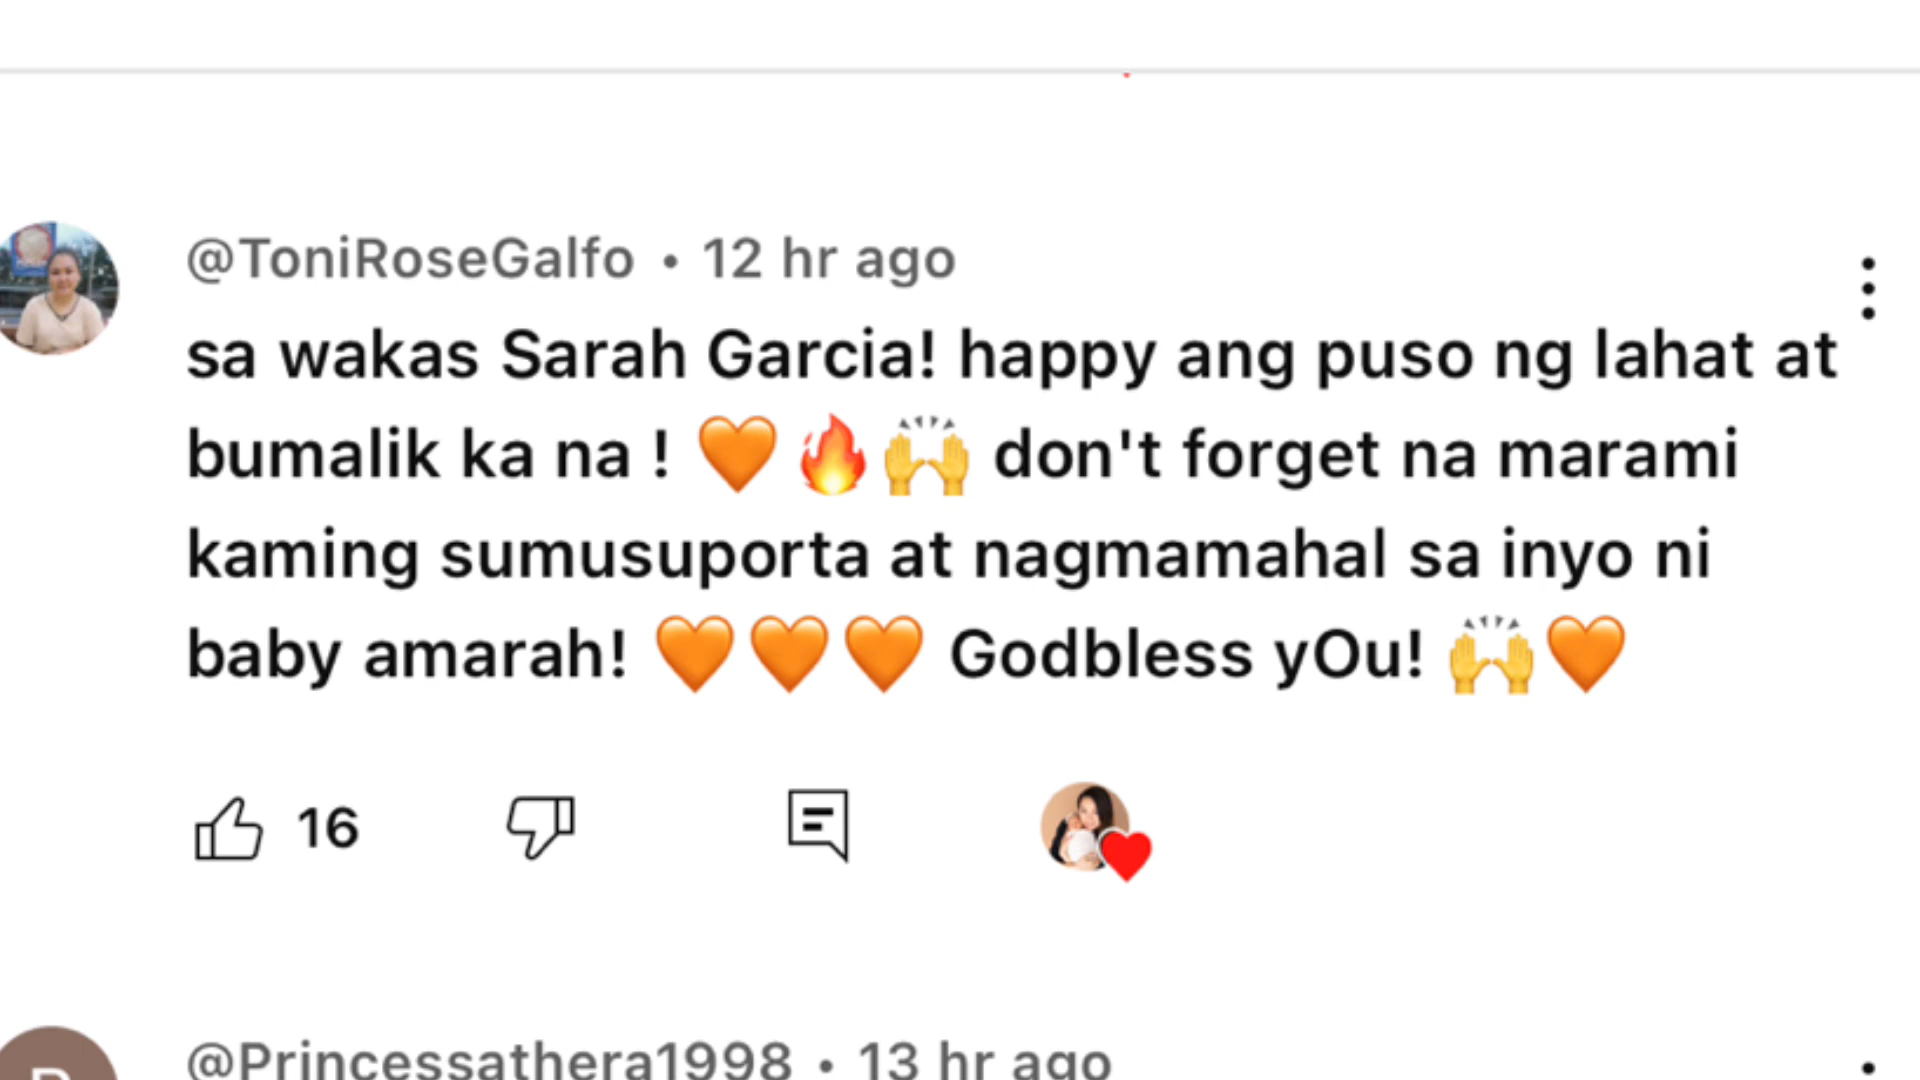 @ToniRoseGalfo • 12 hr ago
sa wakas Sarah Garcia! happy ang puso ng lahat at
bumalik ka na ! 🧡🔥🙌 don't forget na marami
kaming sumusuporta at nagmamahal sa inyo ni
baby amarah! 🧡🧡🧡 Godbless yOu! 🙌🧡
16
@Princessathera1998 • 13 hr ago